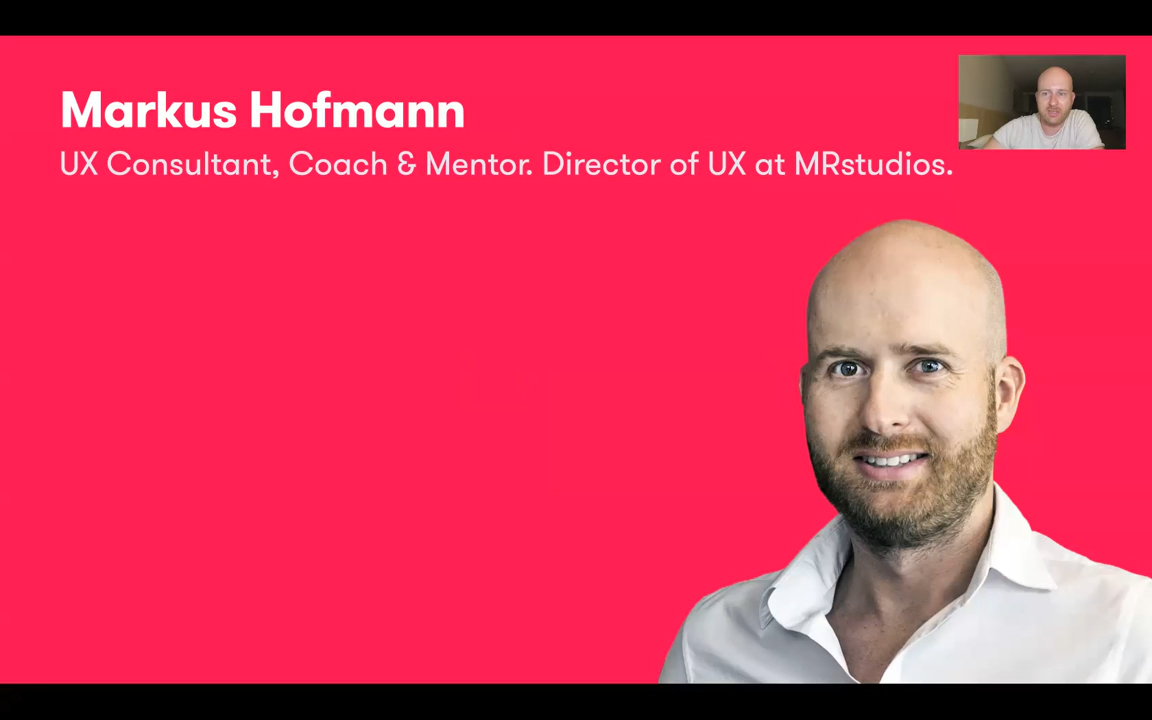 Markus Hofmann
UX Consultant, Coach & Mentor. Director of UX at MRstudios.